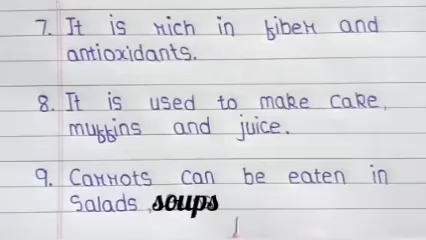 7. It is rich in fiber and
antioxidants.
8. It is used to make cake,
muffins and juice.
9. Carrots can be eaten in
Salads, soups